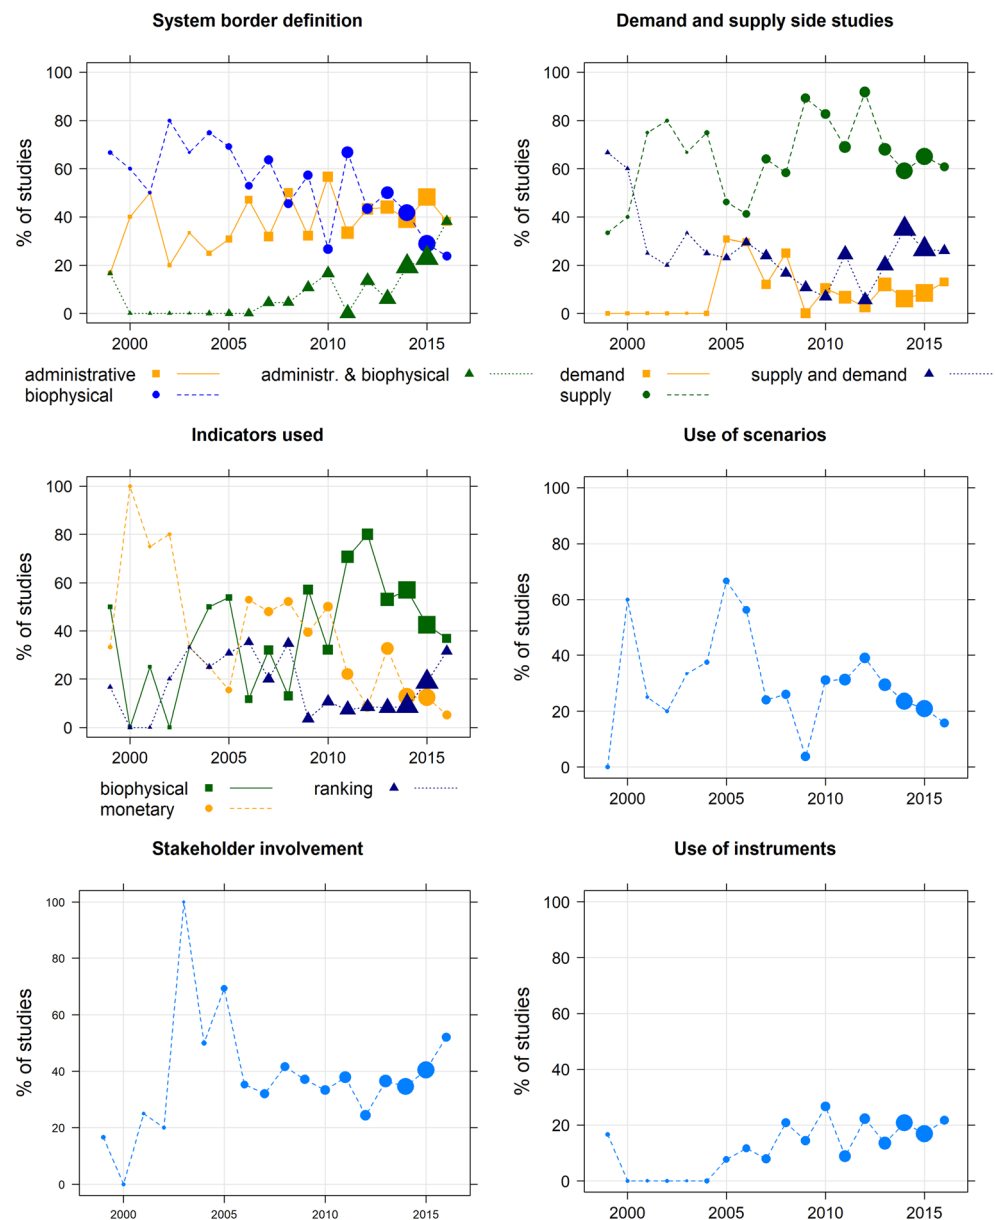 System border definition
% of studies
100
80
60
40
20
0
2000 2005 2010 2015
administrative
biophysical
administr. & biophysical
Demand and supply side studies
% of studies
100
80
60
40
20
0
2000 2005 2010 2015
demand
supply
supply and demand
Indicators used
% of studies
100
80
60
40
20
0
2000 2005 2010 2015
biophysical
monetary
ranking
Use of scenarios
% of studies
100
80
60
40
20
0
2000 2005 2010 2015
Stakeholder involvement
% of studies
100
80
60
40
20
0
2000 2005 2010 2015
Use of instruments
% of studies
100
80
60
40
20
0
2000 2005 2010 2015